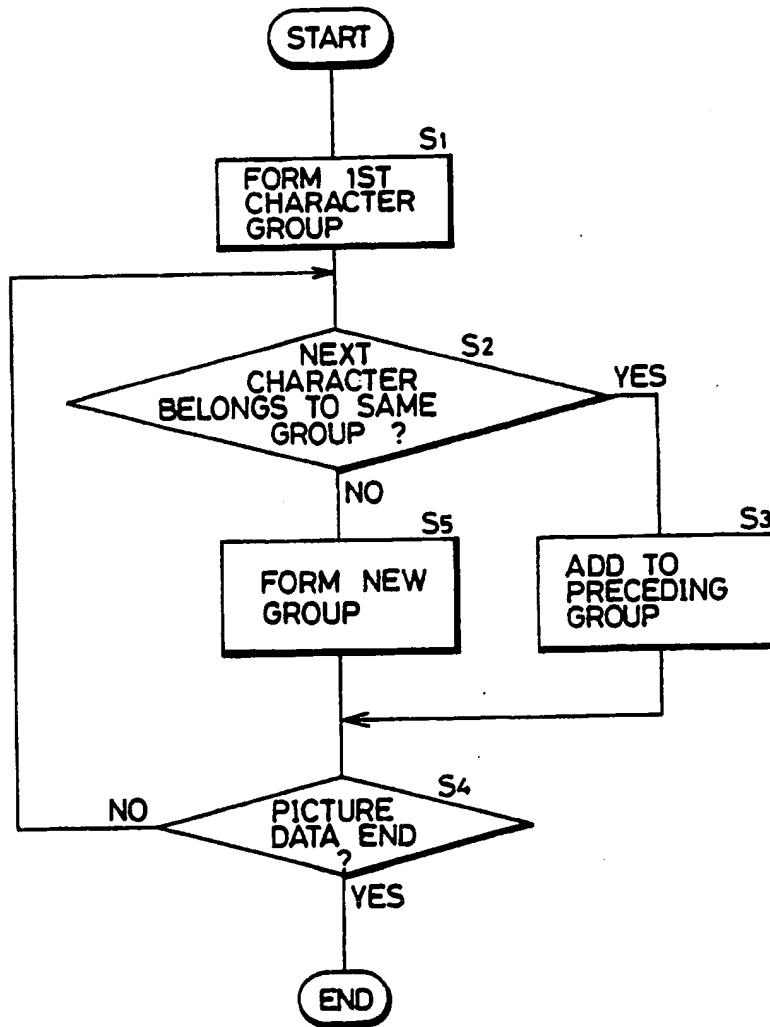 START
S1
FORM 1ST
CHARACTER
GROUP
S2
NEXT
CHARACTER
BELONGS TO SAME
GROUP ?
YES
NO
S5
FORM NEW
GROUP
S3
ADD TO
PRECEDING
GROUP
S4
PICTURE
DATA END
?
NO
YES
END